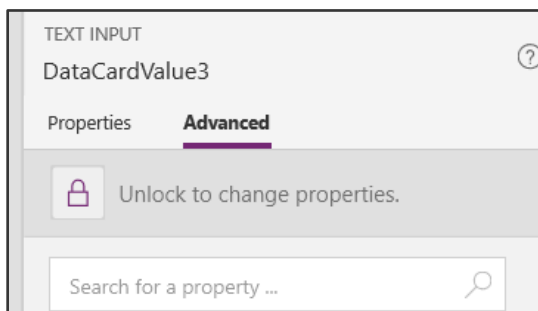 TEXT INPUT
DataCardValue3
Properties Advanced
Unlock to change properties.
Search for a property ...